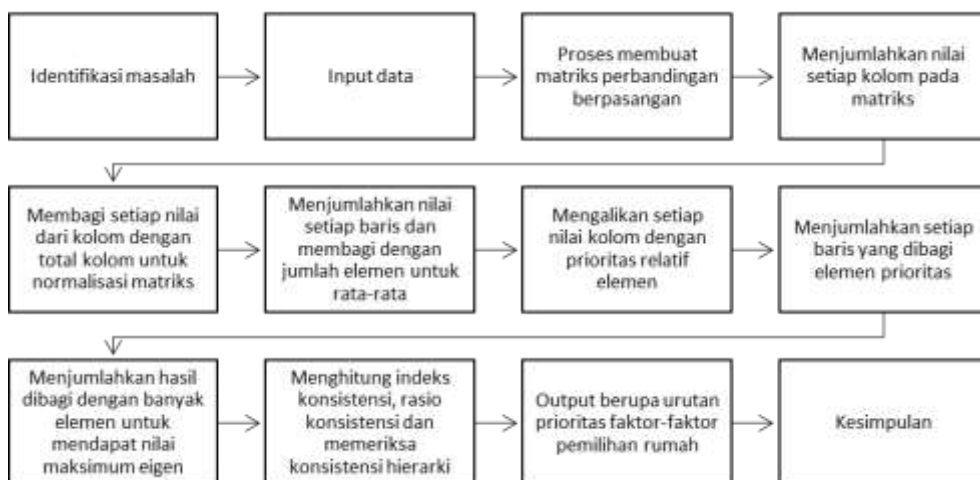 Identifikasi masalah
Input data
Proses membuat
matriks perbandingan
berpasangan
Menjumlahkan nilai
setiap kolom pada
matriks
Membagi setiap nilai
dari kolom dengan
total kolom untuk
normalisasi matriks
Menjumlahkan nilai
setiap baris dan
membagi dengan
jumlah elemen untuk
rata-rata
Mengalikan setiap
nilai kolom dengan
prioritas relatif
elemen
Menjumlahkan setiap
baris yang dibagi
elemen prioritas
Menjumlahkan hasil
dibagi dengan banyak
elemen untuk
mendapat nilai
maksimum eigen
Menghitung indeks
konsistensi, rasio
konsistensi dan
memeriksa
konsistensi hierarki
Output berupa urutan
prioritas faktor-faktor
pemilihan rumah
Kesimpulan